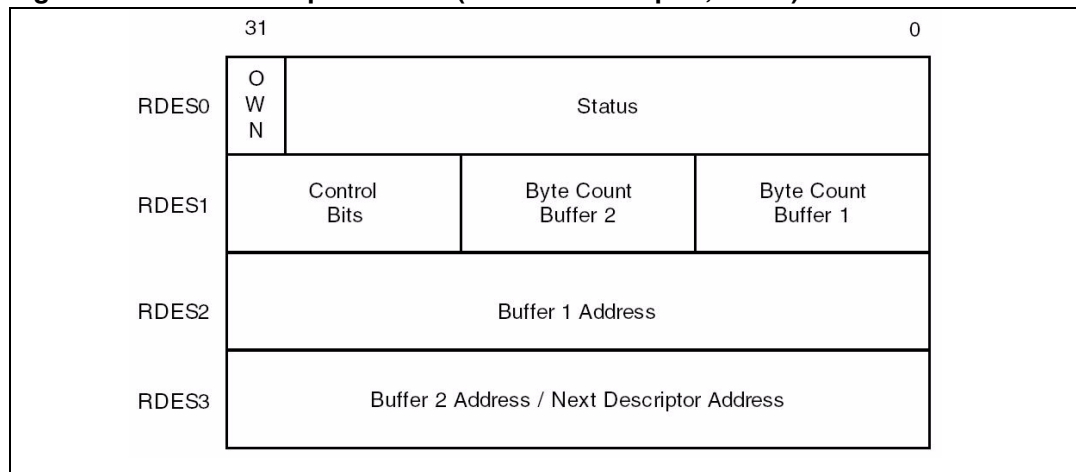 31 0
RDES0
O
W
N
Status
RDES1
Control
Bits
Byte Count
Buffer 2
Byte Count
Buffer 1
RDES2
Buffer 1 Address
RDES3
Buffer 2 Address / Next Descriptor Address